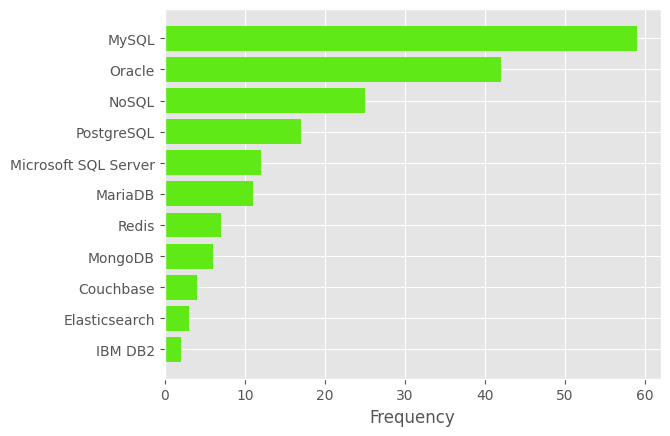 MySQL
Oracle
NoSQL
PostgreSQL
Microsoft SQL Server
MariaDB
Redis
MongoDB
Couchbase
Elasticsearch
IBM DB2
0 10 20 30 40 50 60
Frequency